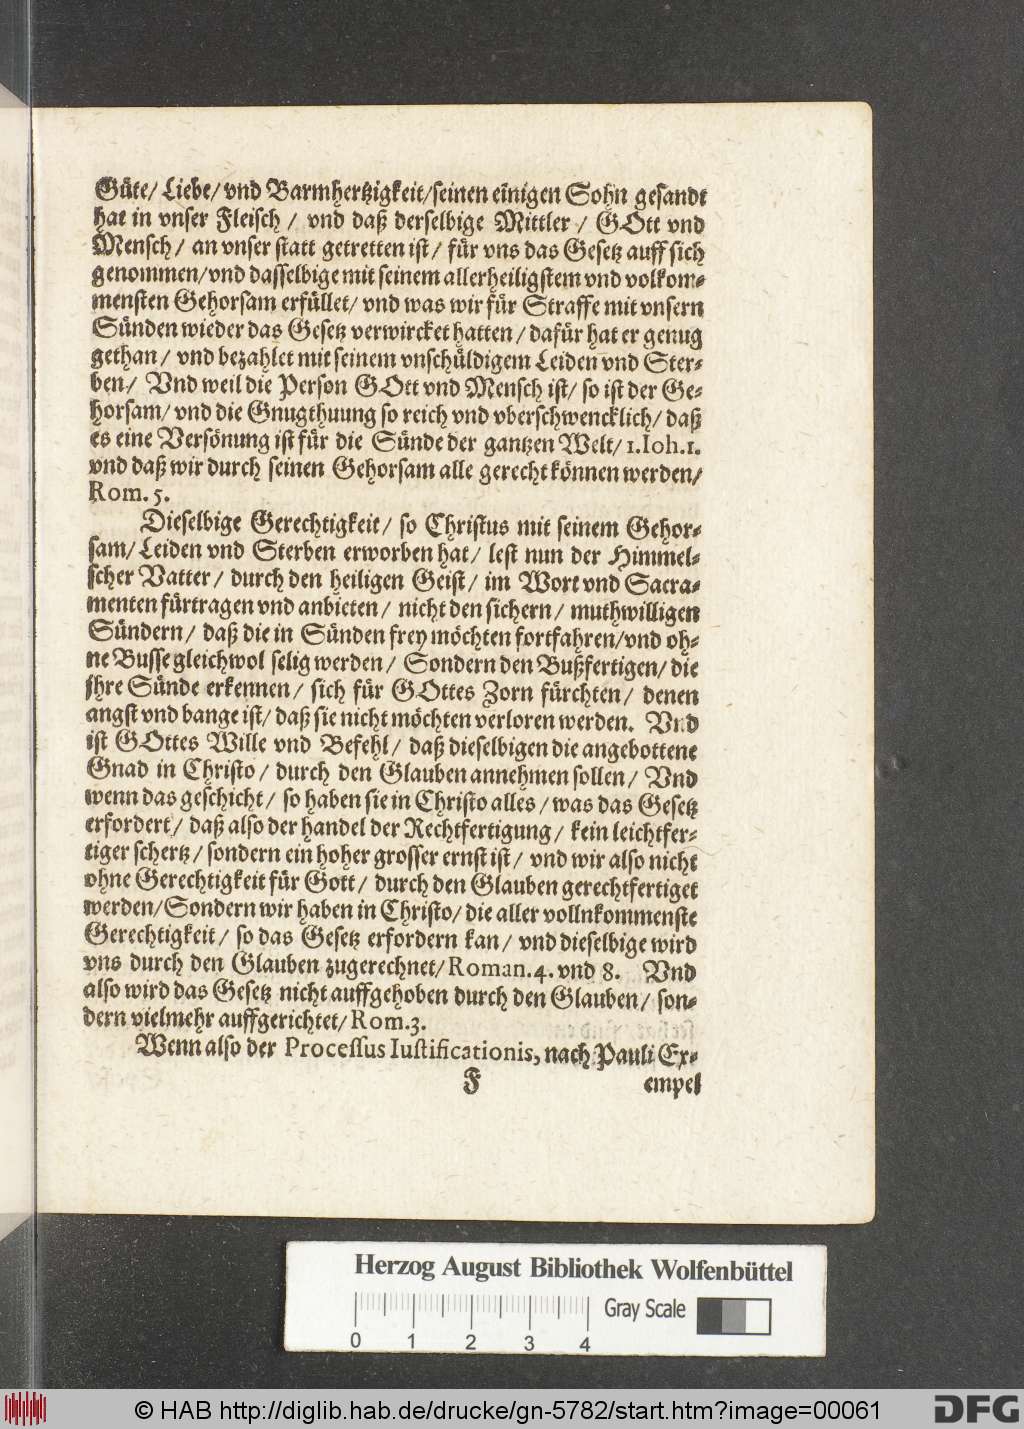 Güte/ Liebe/ vnd Barmhertzigkeit/seinen einigen Sohn gesandt
hat in vnser Fleisch / vnd daß derselbige Mittler / GOtt vnd
Mensch / an vnser statt getretten ist / für vns das Gesetz auff sich
genommen/vnd dasselbige mit seinem allerheiligstem vnd volkom-
mensten Gehorsam erfüllet/ vnd was wir für Straffe mit vnsern
Sünden wieder das Gesetz verwircket hatten / dafür hat er genug
gethan / vnd bezahlet mit seinem vnschüldigem Leiden vnd Ster-
ben/ Vnd weil die Person GOtt vnd Mensch ist/ so ist der Ge-
horsam/ vnd die Gnugthuung so reich vnd vberschwencklich/ daß
es eine Versönung ist für die Sünde der gantzen Welt/ 1. Ioh. 1.
vnd daß wir durch seinen Gehorsam alle gerecht können werden/
Rom. 5.
Dieselbige Gerechtigkeit/ so Christus mit seinem Gehor-
sam/ Leiden vnd Sterben erworben hat/ lest nun der Himmel-
scher Vatter / durch den heiligen Geist / im Wort vnd Sacra-
menten fürtragen vnd anbieten / nicht den sichern / muthwilligen
Sündern / daß die in Sünden frey möchten fortfahren/vnd oh-
ne Busse gleichwol selig werden / Sondern den Bußfertigen/ die
jhre Sünde erkennen / sich für GOttes Zorn fürchten / denen
angst vnd bange ist/ daß sie nicht möchten verloren werden. Vnd
ist GOttes Wille vnd Befehl / daß dieselbigen die angebottene
Gnad in Christo / durch den Glauben annehmen sollen / Vnd
wenn das geschicht / so haben sie in Christo alles / was das Gesetz
erfordert / daß also der handel der Rechtfertigung / kein leichtfer-
tiger schertz / sondern ein hoher grosser ernst ist / vnd wir also nicht
ohne Gerechtigkeit für Gott / durch den Glauben gerechtfertiget
werden/Sondern wir haben in Christo/ die aller vollnkommenste
Gerechtigkeit / so das Gesetz erfordern kan / vnd dieselbige wird
vns durch den Glauben zugerechnet/ Roman. 4. vnd 8. Vnd
also wird das Gesetz nicht auffgehoben durch den Glauben / son-
dern vielmehr auffgerichtet/ Rom. 3.
Wenn also der Processus Iustificationis, nach Pauli Ex-
F empel
Herzog August Bibliothek Wolfenbüttel
Gray Scale
0 1 2 3 4
© HAB http://diglib.hab.de/drucke/gn-5782/start.htm?image=00061
DFG